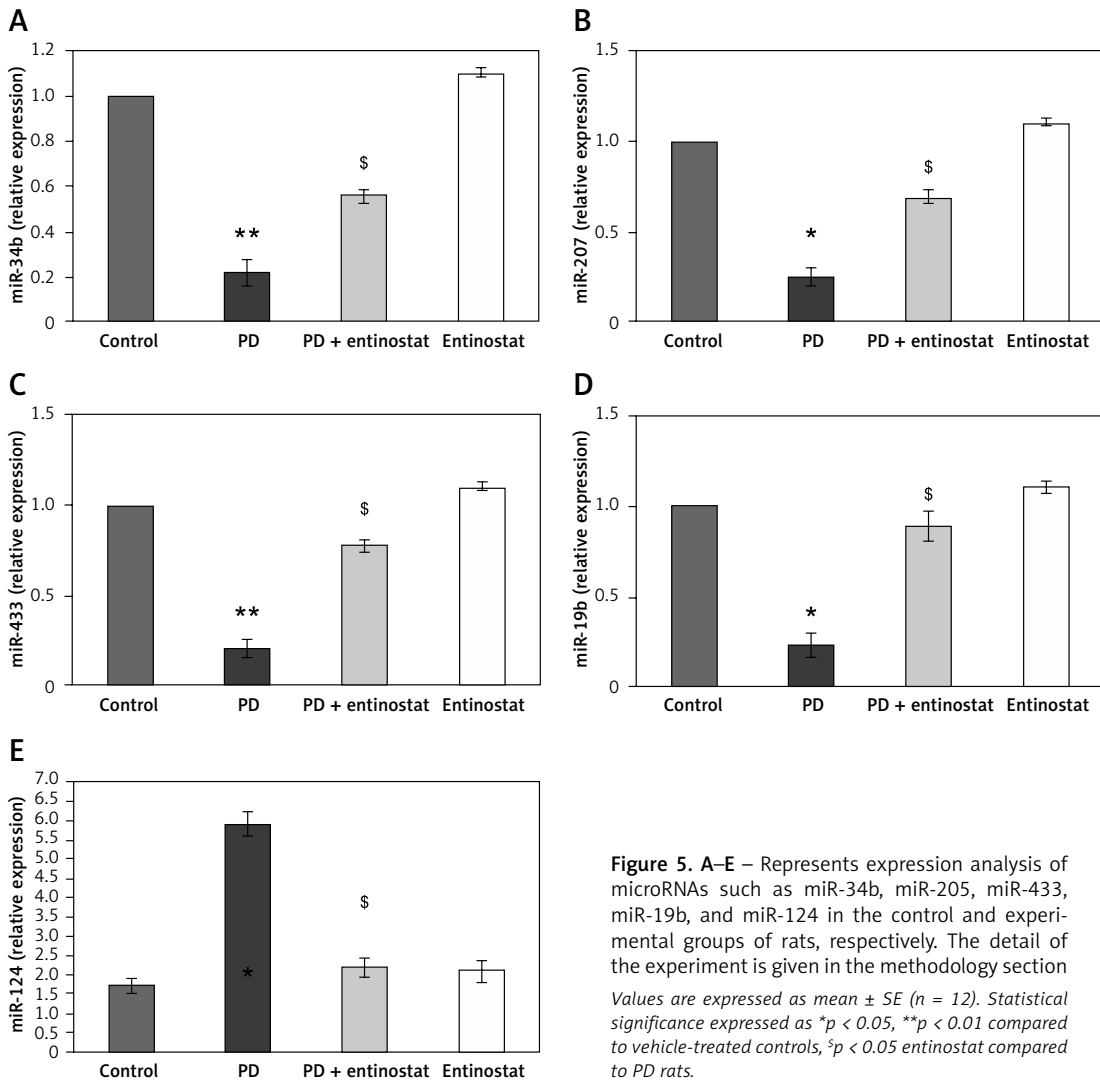 A
miR-34b (relative expression)
1.2
1.0
0.8
0.6
0.4
0.2
0
**
$
Control PD PD + entinostat Entinostat
B
miR-207 (relative expression)
1.5
1.0
0.5
0
*
$
Control PD PD + entinostat Entinostat
C
miR-433 (relative expression)
1.5
1.0
0.5
0
**
$
Control PD PD + entinostat Entinostat
D
miR-19b (relative expression)
1.5
1.0
0.5
0
*
$
Control PD PD + entinostat Entinostat
E
miR-124 (relative expression)
7.0
6.5
6.0
5.5
5.0
4.5
4.0
3.5
3.0
2.5
2.0
1.5
1.0
0.5
0
*
$
Control PD PD + entinostat Entinostat
Figure 5. A–E – Represents expression analysis of
microRNAs such as miR-34b, miR-205, miR-433,
miR-19b, and miR-124 in the control and experi-
mental groups of rats, respectively. The detail of
the experiment is given in the methodology section
Values are expressed as mean ± SE (n = 12). Statistical
significance expressed as *p < 0.05, **p < 0.01 compared
to vehicle-treated controls, $p < 0.05 entinostat compared
to PD rats.